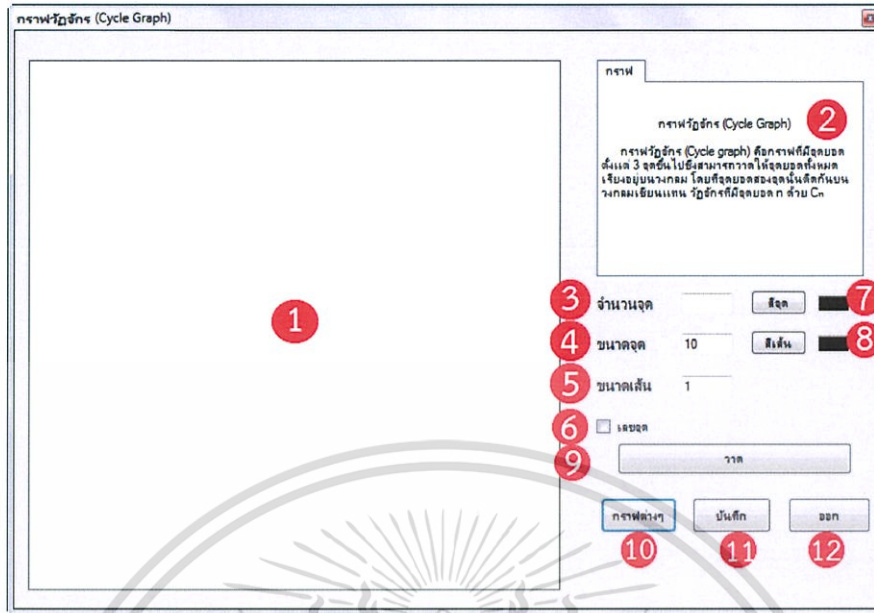 กราฟวัฏจักร (Cycle Graph)
กราฟ
กราฟวัฏจักร (Cycle Graph)
2
กราฟวัฏจักร (Cycle graph) คือกราฟที่มีจุดยอด
ตั้งแต่ 3 จุดขึ้นไปซึ่งสามารถวาดให้จุดยอดทั้งหมด
เรียงอยู่บนวงกลม โดยที่จุดยอดสองจุดนั้นติดกันบน
วงกลมเขียนแทน วัฏจักรที่มีจุดยอด n ด้วย Cn
1
3 จำนวนจุด สีจุด 7
4 ขนาดจุด 10 สีเส้น 8
5 ขนาดเส้น 1
6 เลขจุด
9 วาด
กราฟต่างๆ บันทึก ออก
10 11 12